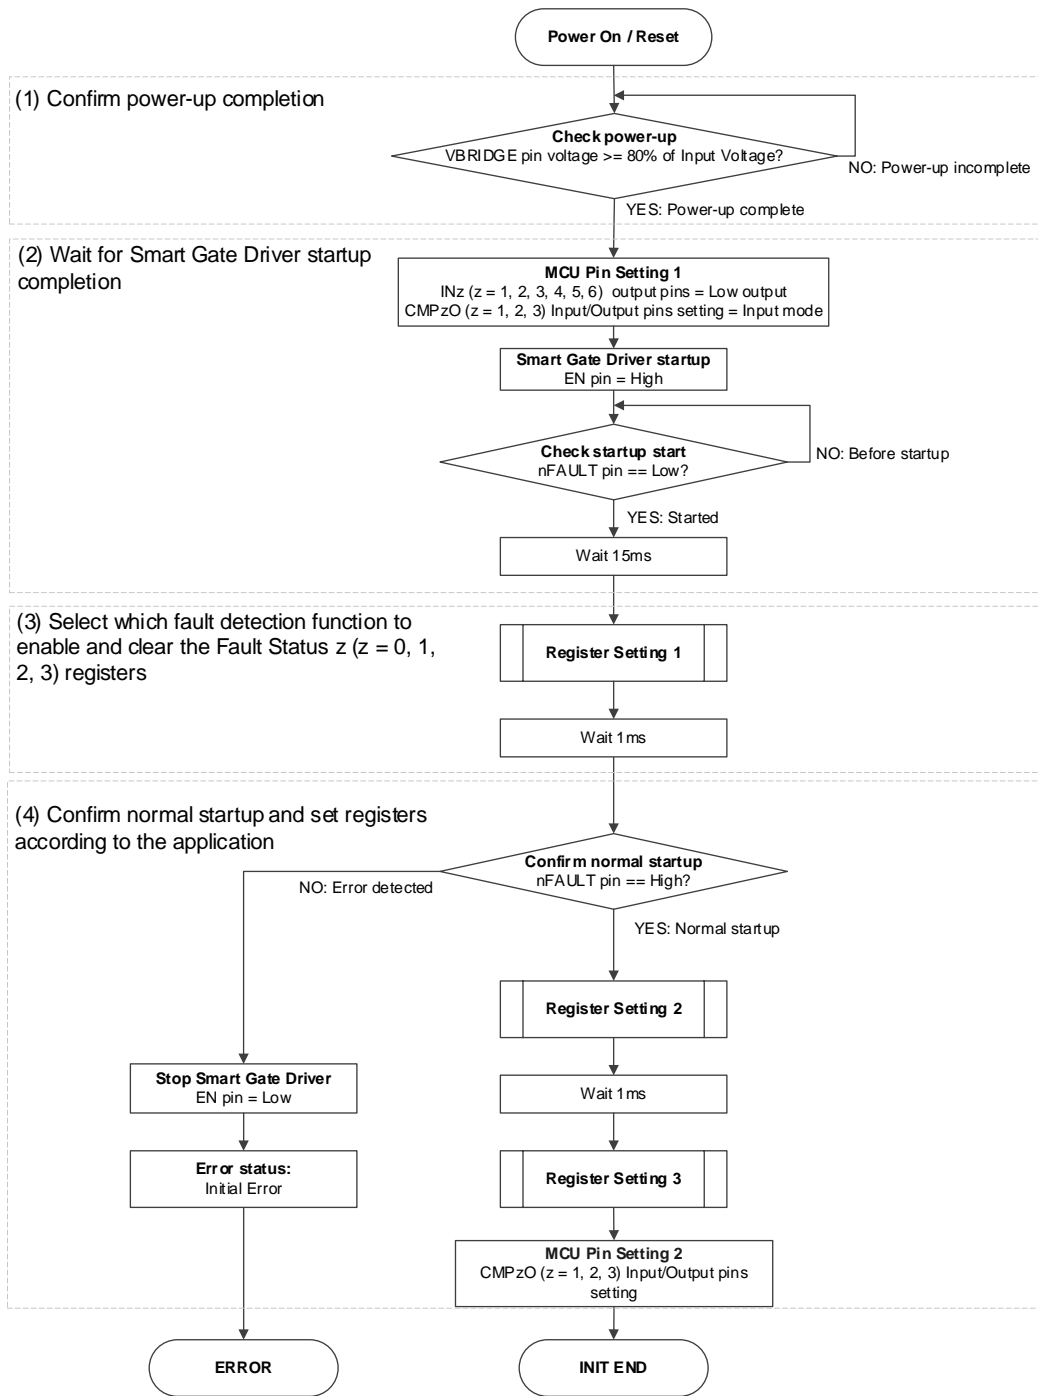 Power On / Reset
(1) Confirm power-up completion
Check power-up
VBRIDGE pin voltage >= 80% of Input Voltage?
NO: Power-up incomplete
YES: Power-up complete
(2) Wait for Smart Gate Driver startup
completion
MCU Pin Setting 1
INz (z = 1, 2, 3, 4, 5, 6) output pins = Low output
CMPzO (z = 1, 2, 3) Input/Output pins setting = Input mode
Smart Gate Driver startup
EN pin = High
Check startup start
nFAULT pin == Low?
NO: Before startup
YES: Started
Wait 15ms
(3) Select which fault detection function to
enable and clear the Fault Status z (z = 0, 1,
2, 3) registers
Register Setting 1
Wait 1ms
(4) Confirm normal startup and set registers
according to the application
Confirm normal startup
nFAULT pin == High?
NO: Error detected
YES: Normal startup
Register Setting 2
Stop Smart Gate Driver
EN pin = Low
Wait 1ms
Error status:
Initial Error
Register Setting 3
MCU Pin Setting 2
CMPzO (z = 1, 2, 3) Input/Output pins
setting
ERROR
INIT END